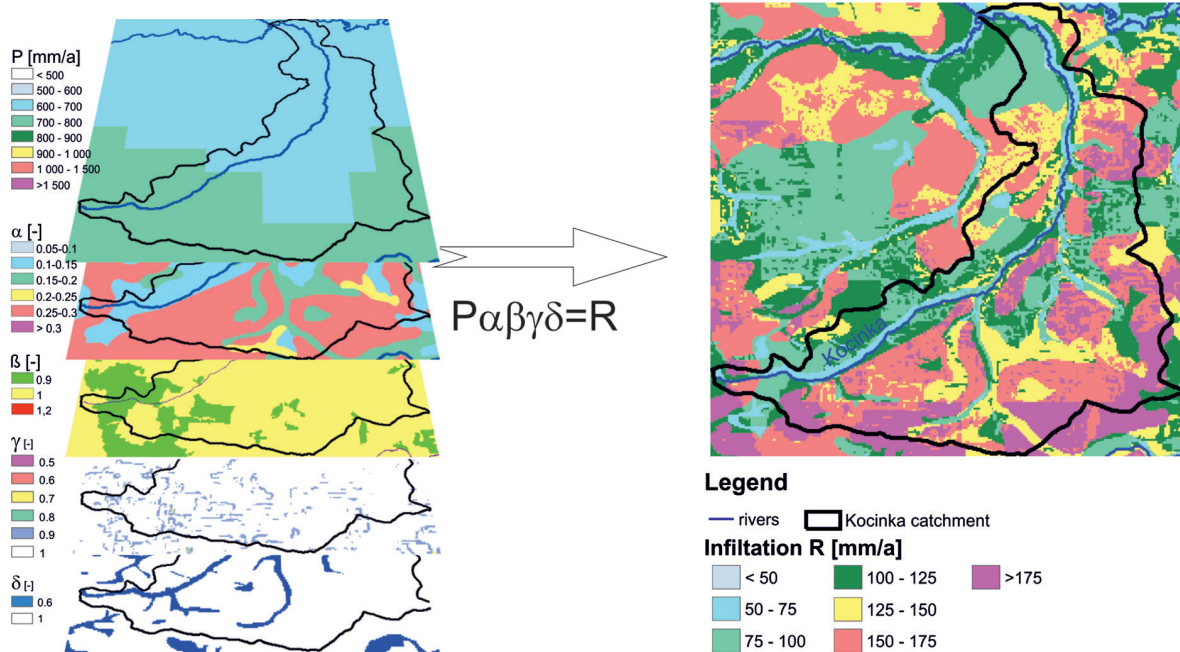 P [mm/a]
< 500
500 - 600
600 - 700
700 - 800
800 - 900
900 - 1 000
1 000 - 1 500
>1 500
α [-]
0.05-0.1
0.1-0.15
0.15-0.2
0.2-0.25
0.25-0.3
> 0.3
ß [-]
0.9
1
1,2
γ [-]
0.5
0.6
0.7
0.8
0.9
1
δ [-]
0.6
1
Pαβγδ=R
Kocinka
Legend
rivers
Kocinka catchment
Infiltation R [mm/a]
< 50
50 - 75
75 - 100
100 - 125
125 - 150
150 - 175
>175